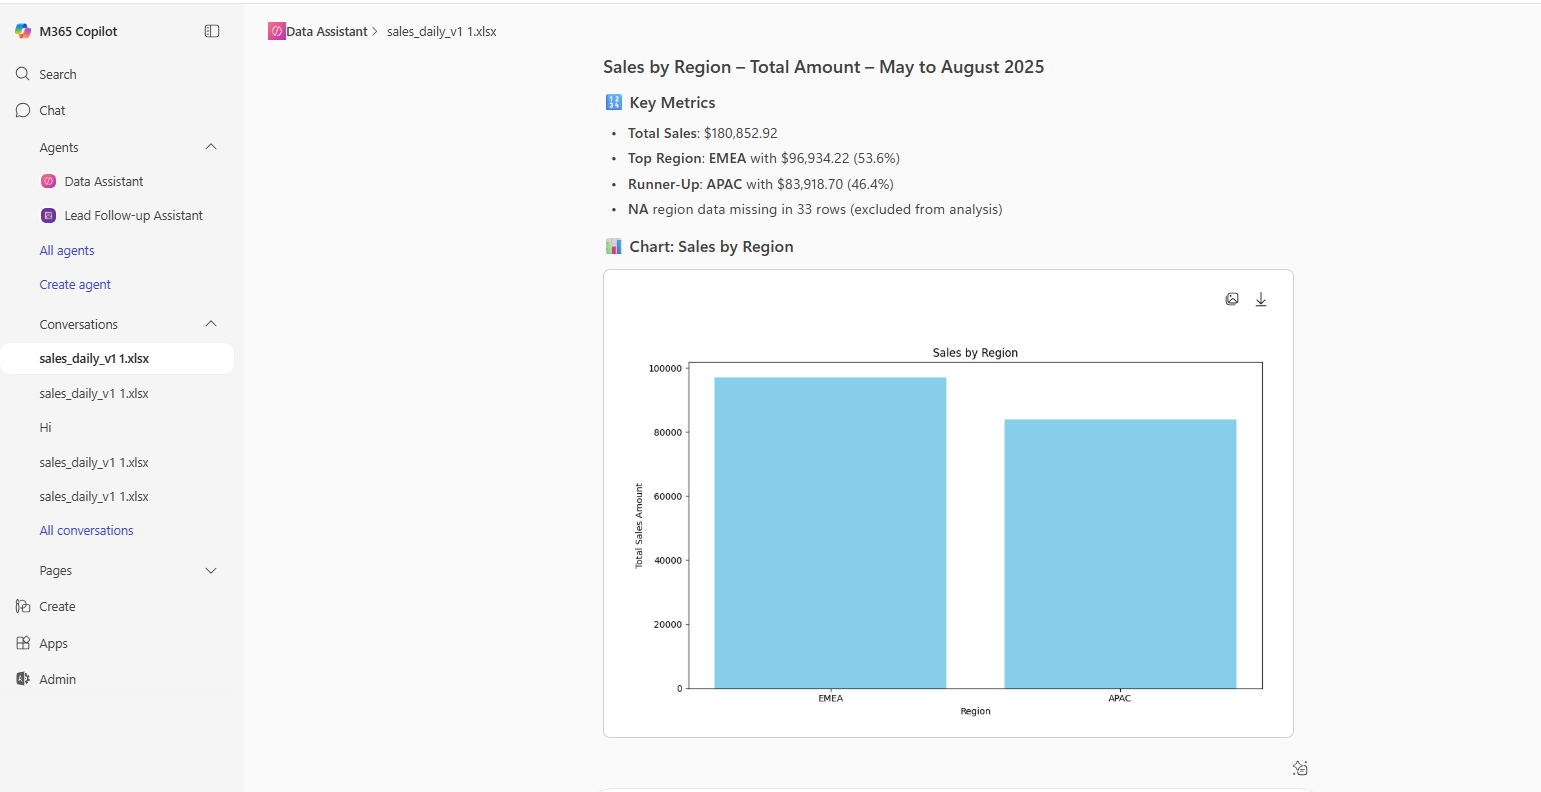 M365 Copilot
Search
Chat
Agents
Data Assistant
Lead Follow-up Assistant
All agents
Create agent
Conversations
sales_daily_v1 1.xlsx
sales_daily_v1 1.xlsx
Hi
sales_daily_v1 1.xlsx
sales_daily_v1 1.xlsx
All conversations
Pages
Create
Apps
Admin
Data Assistant > sales_daily_v1 1.xlsx
Sales by Region – Total Amount – May to August 2025
Key Metrics
• Total Sales: $180,852.92
• Top Region: EMEA with $96,934.22 (53.6%)
• Runner-Up: APAC with $83,918.70 (46.4%)
• NA region data missing in 33 rows (excluded from analysis)
Chart: Sales by Region
Sales by Region
100000
80000
60000
40000
20000
0
Total Sales Amount
EMEA APAC
Region